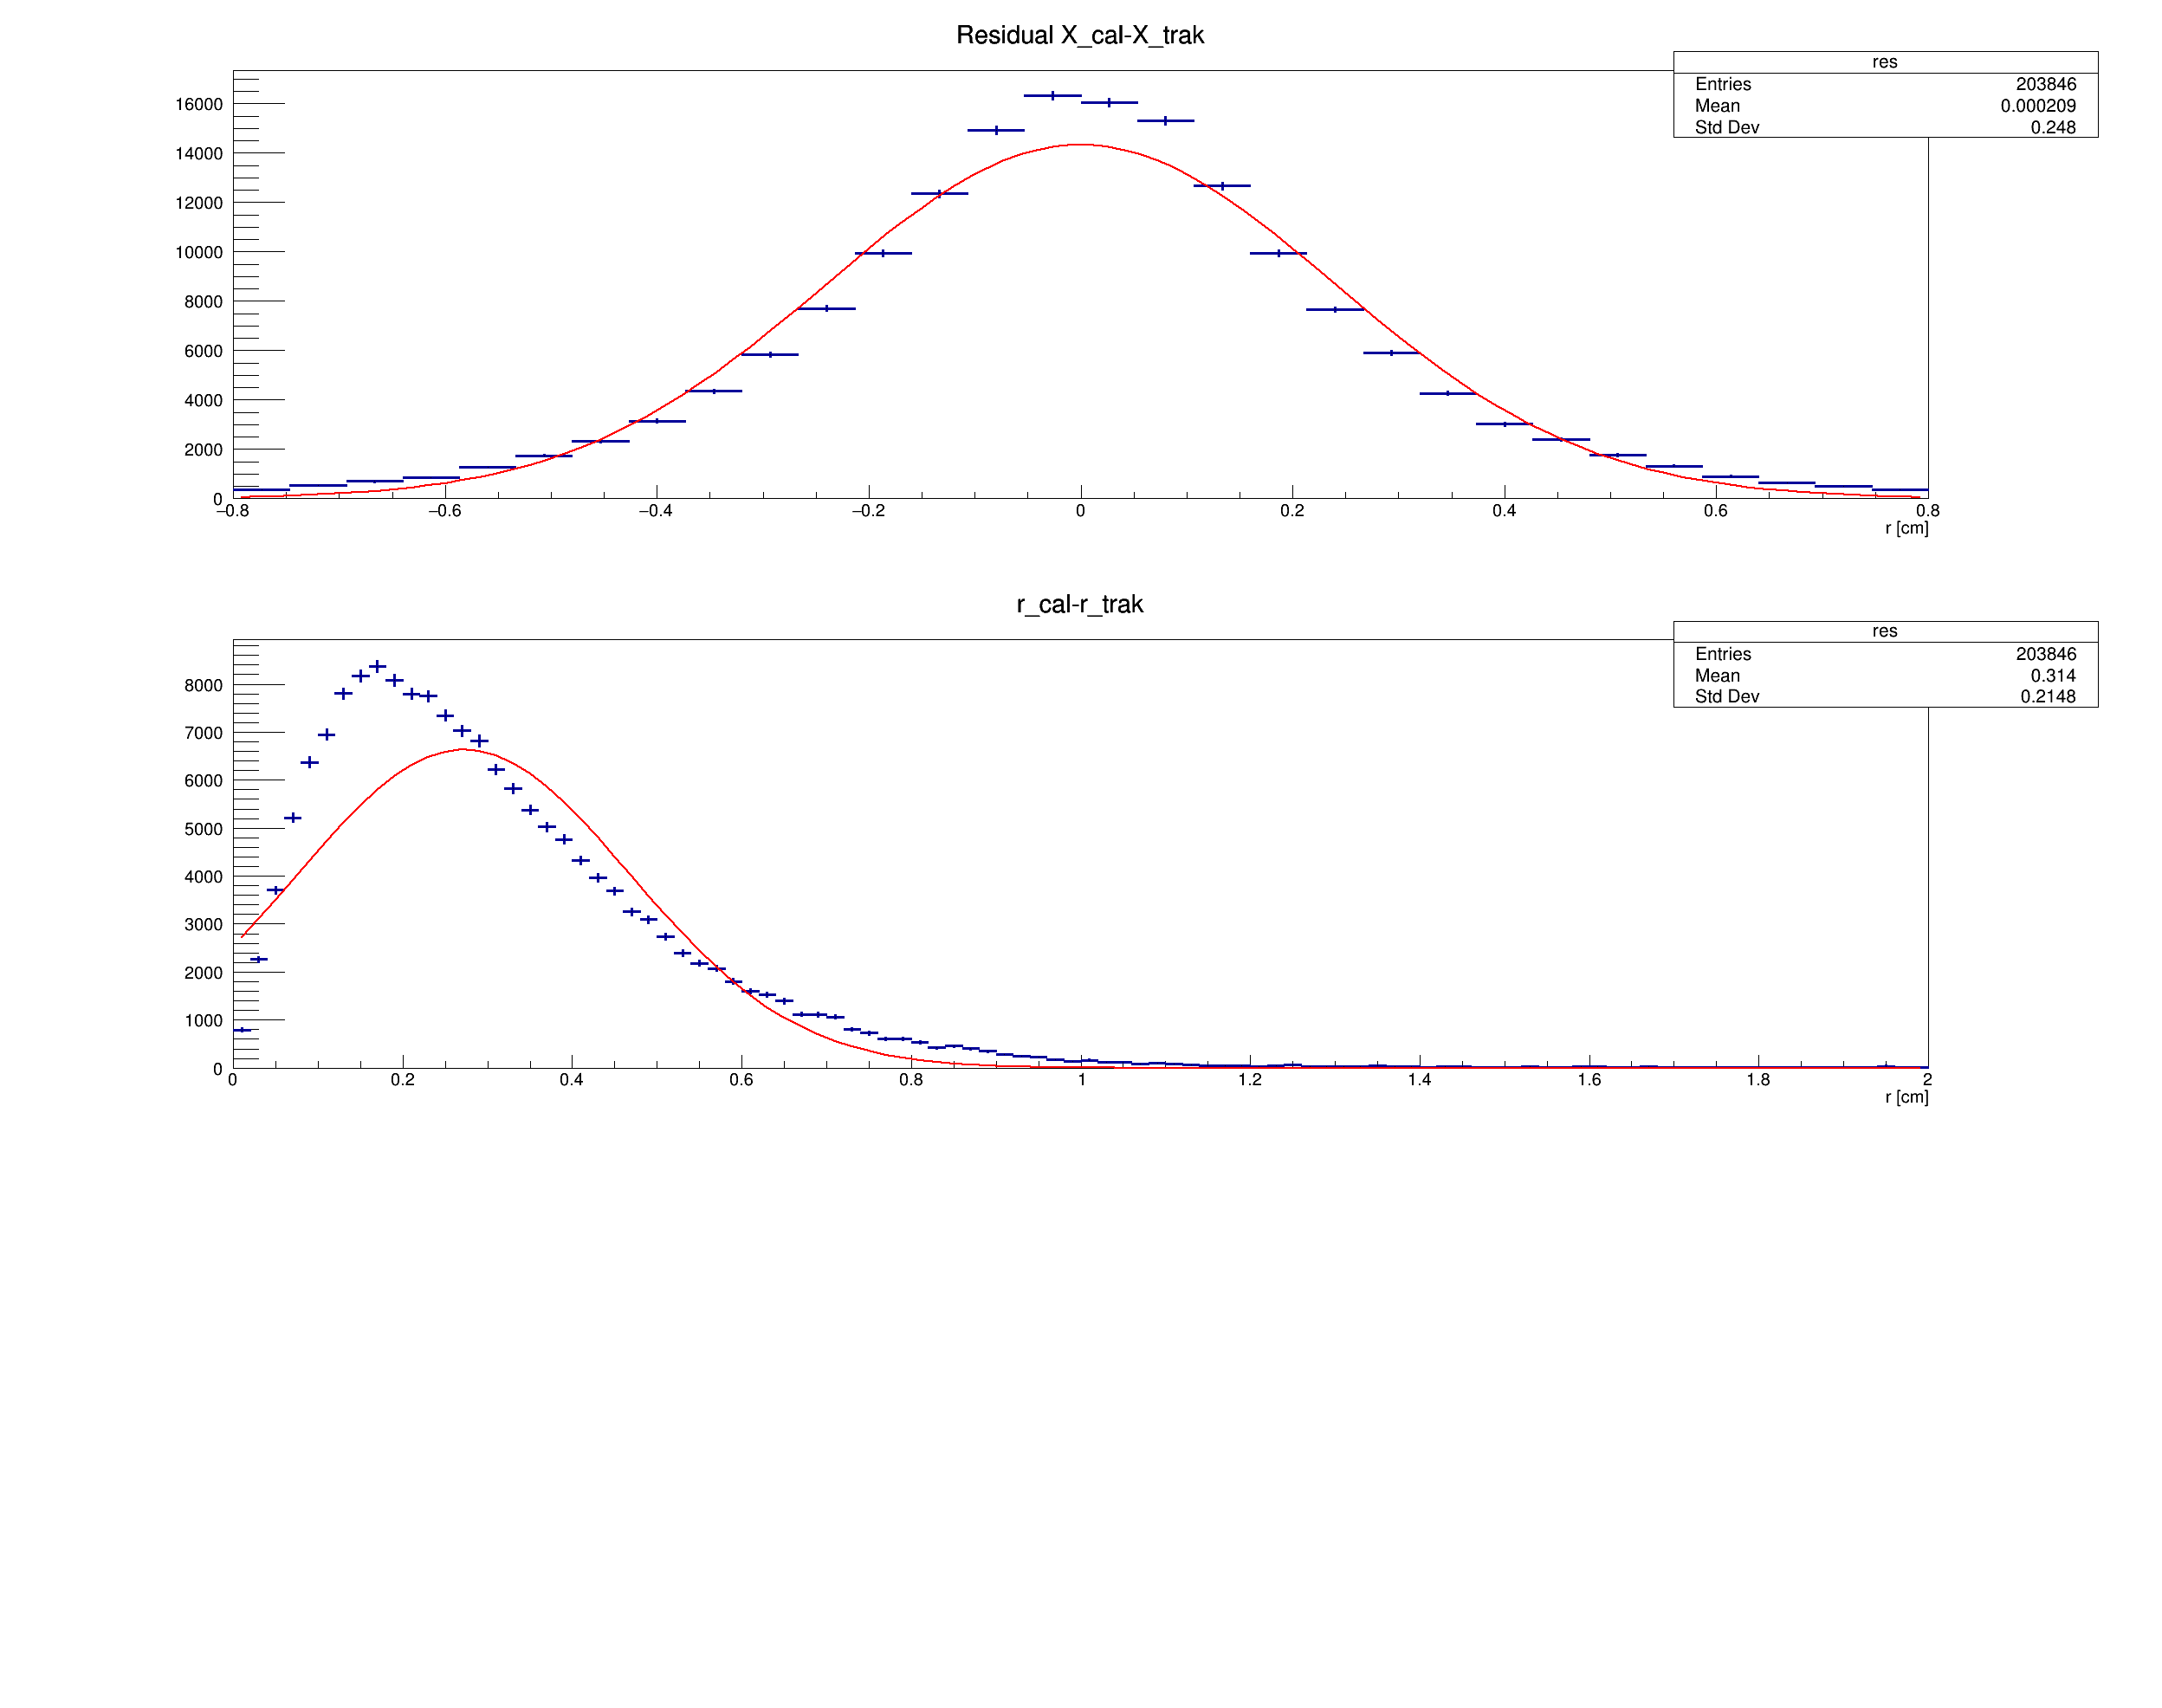 Residual X_cal-X_trak
res
Entries 203846
Mean 0.000209
Std Dev 0.248
16000
14000
12000
10000
8000
6000
4000
2000
0
−0.8 −0.6 −0.4 −0.2 0 0.2 0.4 0.6 0.8
r [cm]
r_cal-r_trak
res
Entries 203846
Mean 0.314
Std Dev 0.2148
8000
7000
6000
5000
4000
3000
2000
1000
0
0 0.2 0.4 0.6 0.8 1 1.2 1.4 1.6 1.8 2
r [cm]